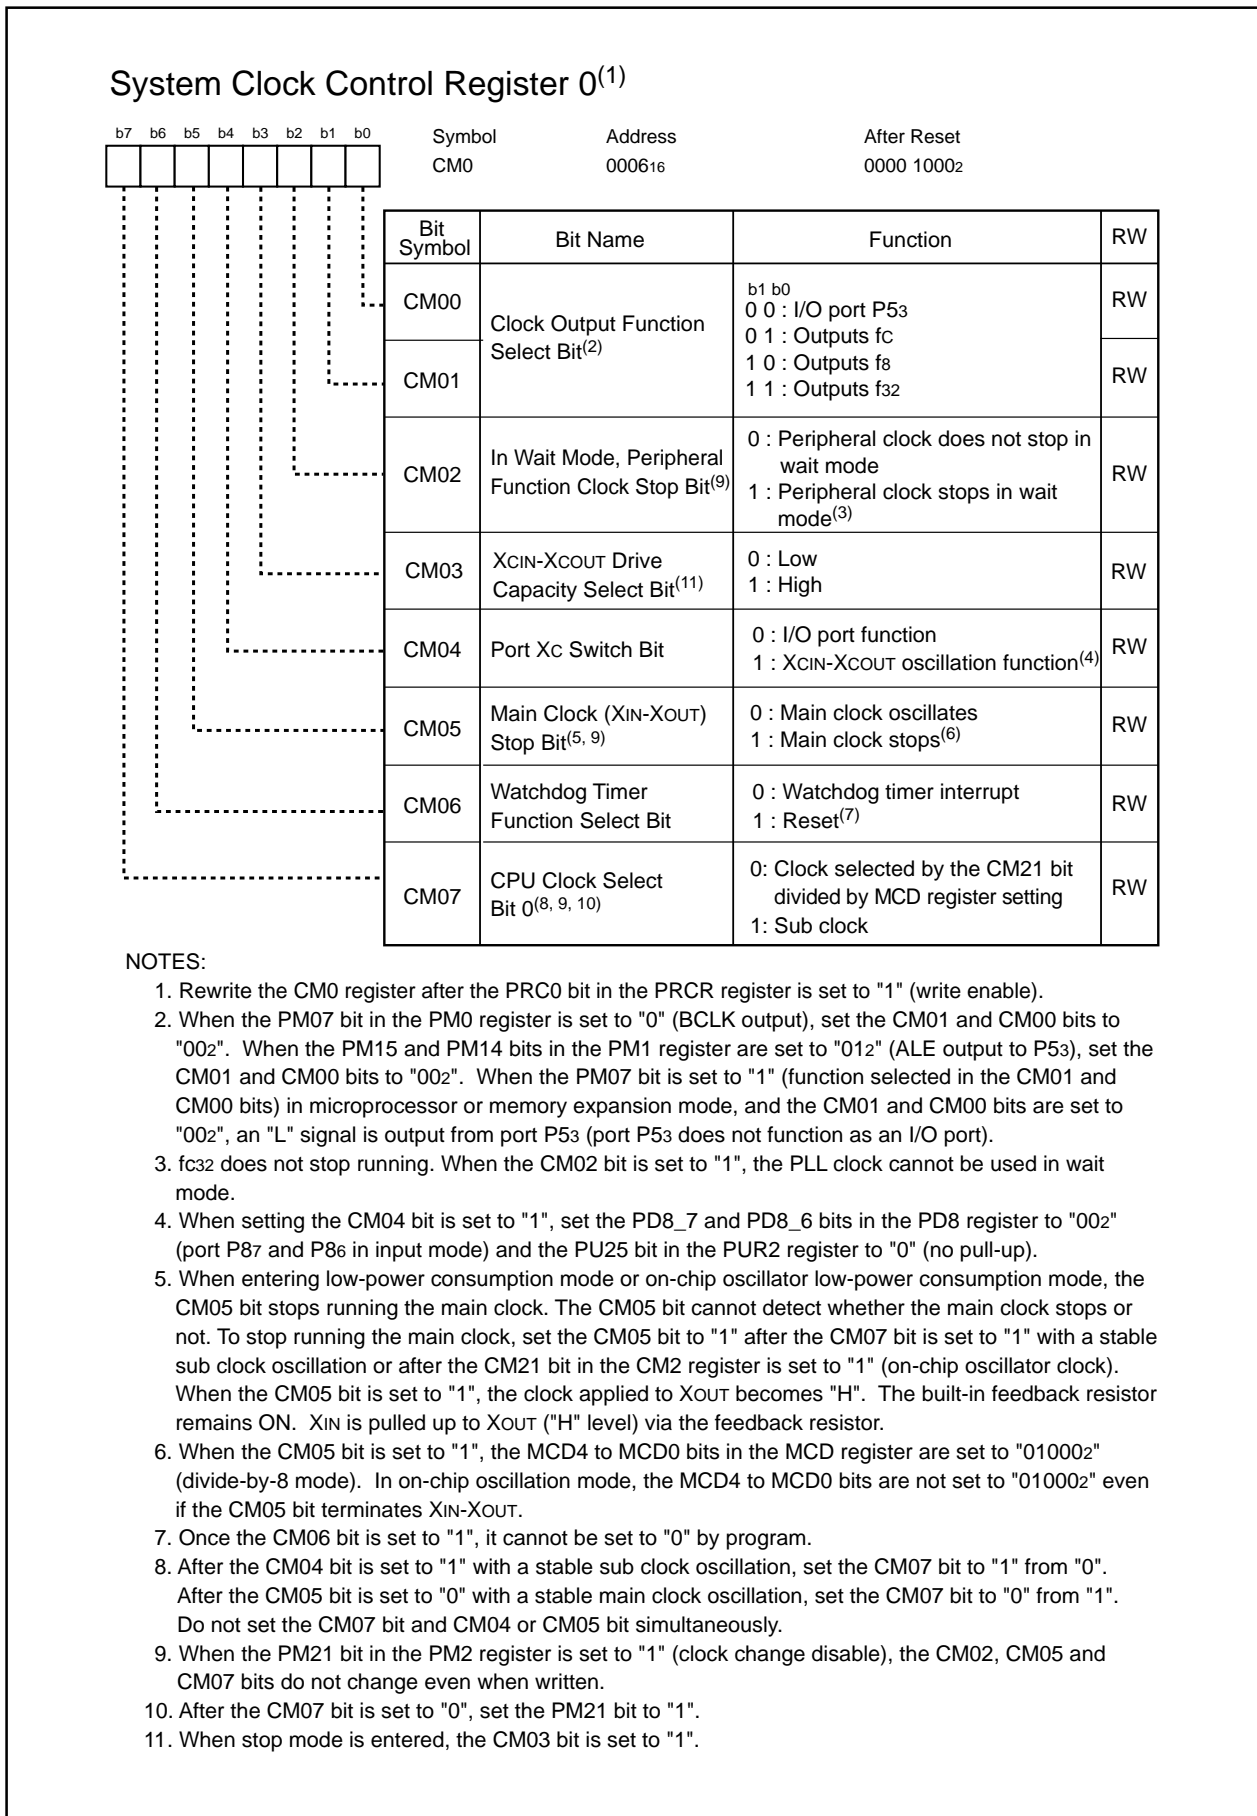 System Clock Control Register 0(1)
b7 b6 b5 b4 b3 b2 b1 b0
Symbol Address After Reset
CM0 000616 0000 10002
Bit Symbol Bit Name Function RW
CM00 RW
CM01 RW
Clock Output Function
Select Bit(2)
b1 b0
0 0 : I/O port P53
0 1 : Outputs fC
1 0 : Outputs f8
1 1 : Outputs f32
CM02
In Wait Mode, Peripheral
Function Clock Stop Bit(9)
0 : Peripheral clock does not stop in
wait mode
1 : Peripheral clock stops in wait
mode(3)
RW
CM03
XCIN-XCOUT Drive
Capacity Select Bit(11)
0 : Low
1 : High
RW
CM04
Port XC Switch Bit
0 : I/O port function
1 : XCIN-XCOUT oscillation function(4)
RW
CM05
Main Clock (XIN-XOUT)
Stop Bit(5, 9)
0 : Main clock oscillates
1 : Main clock stops(6)
RW
CM06
Watchdog Timer
Function Select Bit
0 : Watchdog timer interrupt
1 : Reset(7)
RW
CM07
CPU Clock Select
Bit 0(8, 9, 10)
0: Clock selected by the CM21 bit
divided by MCD register setting
1: Sub clock
RW
NOTES:
1. Rewrite the CM0 register after the PRC0 bit in the PRCR register is set to "1" (write enable).
2. When the PM07 bit in the PM0 register is set to "0" (BCLK output), set the CM01 and CM00 bits to
"002". When the PM15 and PM14 bits in the PM1 register are set to "012" (ALE output to P53), set the
CM01 and CM00 bits to "002". When the PM07 bit is set to "1" (function selected in the CM01 and
CM00 bits) in microprocessor or memory expansion mode, and the CM01 and CM00 bits are set to
"002", an "L" signal is output from port P53 (port P53 does not function as an I/O port).
3. fC32 does not stop running. When the CM02 bit is set to "1", the PLL clock cannot be used in wait
mode.
4. When setting the CM04 bit is set to "1", set the PD8_7 and PD8_6 bits in the PD8 register to "002"
(port P87 and P86 in input mode) and the PU25 bit in the PUR2 register to "0" (no pull-up).
5. When entering low-power consumption mode or on-chip oscillator low-power consumption mode, the
CM05 bit stops running the main clock. The CM05 bit cannot detect whether the main clock stops or
not. To stop running the main clock, set the CM05 bit to "1" after the CM07 bit is set to "1" with a stable
sub clock oscillation or after the CM21 bit in the CM2 register is set to "1" (on-chip oscillator clock).
When the CM05 bit is set to "1", the clock applied to XOUT becomes "H". The built-in feedback resistor
remains ON. XIN is pulled up to XOUT ("H" level) via the feedback resistor.
6. When the CM05 bit is set to "1", the MCD4 to MCD0 bits in the MCD register are set to "010002"
(divide-by-8 mode). In on-chip oscillation mode, the MCD4 to MCD0 bits are not set to "010002" even
if the CM05 bit terminates XIN-XOUT.
7. Once the CM06 bit is set to "1", it cannot be set to "0" by program.
8. After the CM04 bit is set to "1" with a stable sub clock oscillation, set the CM07 bit to "1" from "0".
After the CM05 bit is set to "0" with a stable main clock oscillation, set the CM07 bit to "0" from "1".
Do not set the CM07 bit and CM04 or CM05 bit simultaneously.
9. When the PM21 bit in the PM2 register is set to "1" (clock change disable), the CM02, CM05 and
CM07 bits do not change even when written.
10. After the CM07 bit is set to "0", set the PM21 bit to "1".
11. When stop mode is entered, the CM03 bit is set to "1".